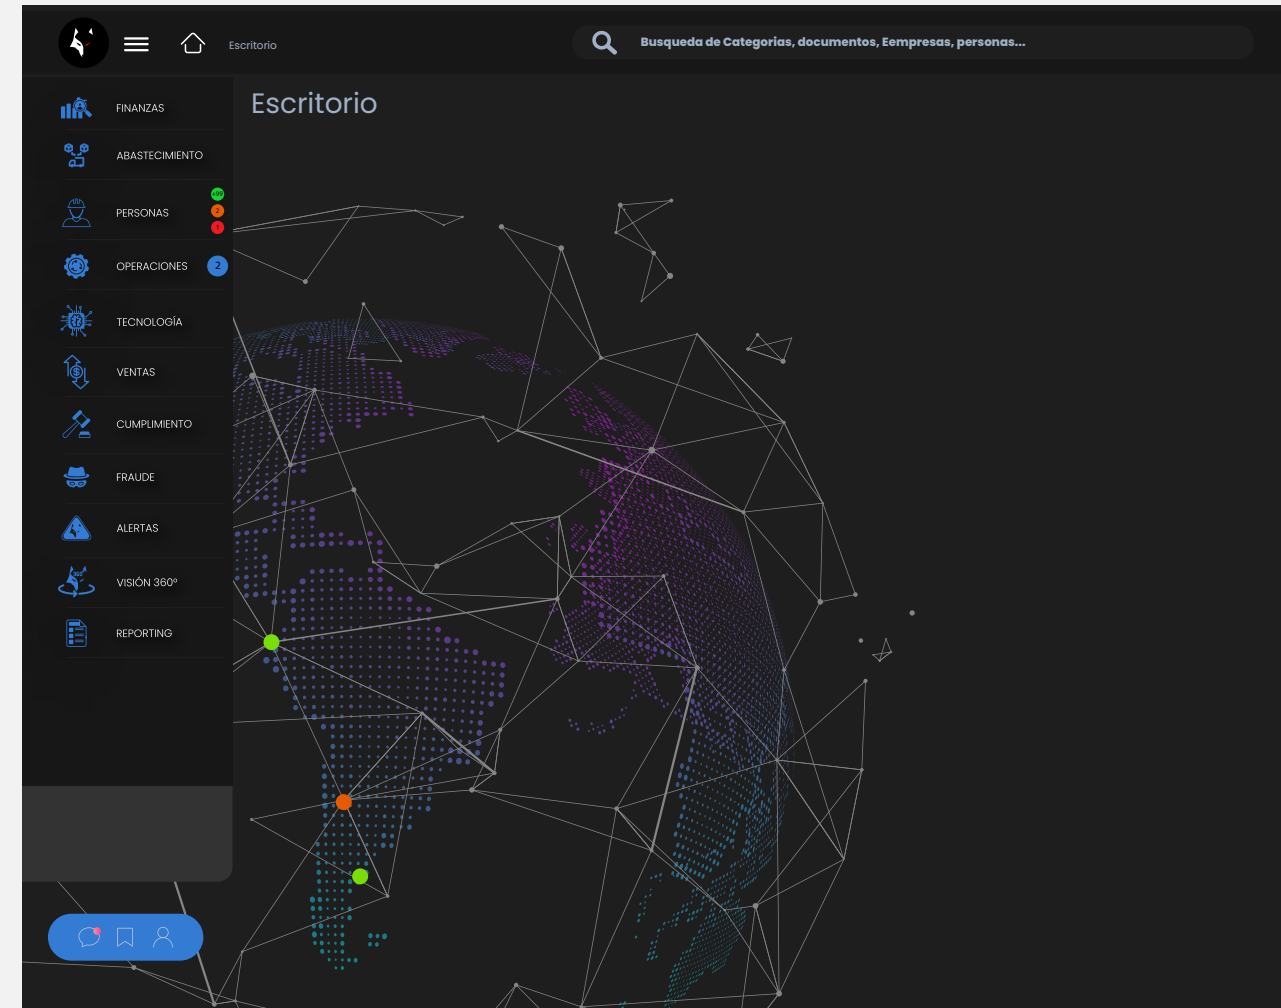 Escritorio
Busqueda de Categorias, documentos, Eempresas, personas...
Escritorio
FINANZAS
ABASTECIMIENTO
+99
PERSONAS
2
1
OPERACIONES 2
TECNOLOGÍA
VENTAS
CUMPLIMIENTO
FRAUDE
ALERTAS
360º
VISIÓN 360º
REPORTING